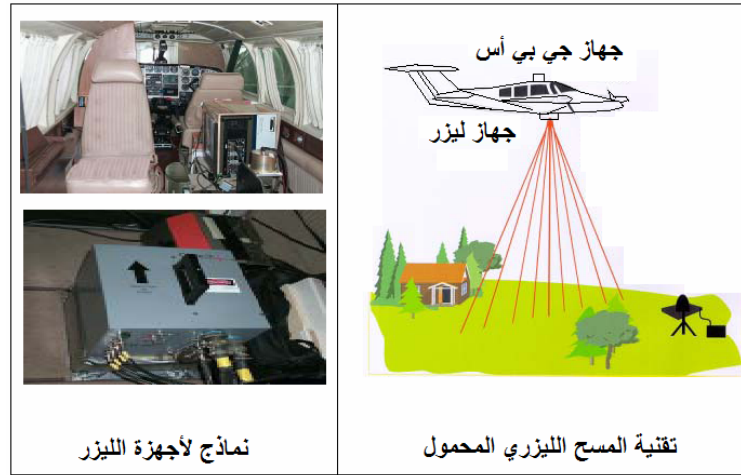 جهاز جي بي أس
جهاز ليزر
تقنية المسح الليزري المحمول
نماذج لأجهزة الليزر